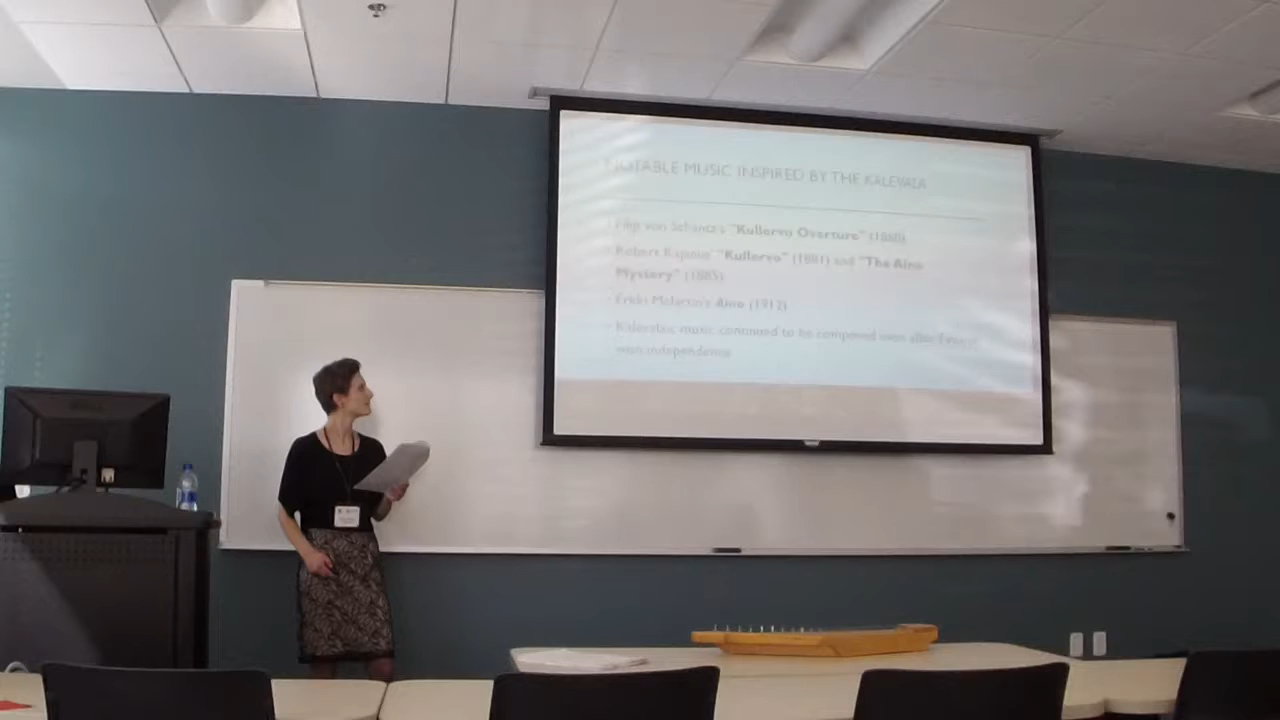 NOTABLE MUSIC INSPIRED BY THE KALEVALA
Filip von Schantz's "Kullervo Overture" (1860)
Robert Kajanus' "Kullervo" (1881) and "The Aino
Mystery" (1885)
Erkki Melartin's Aino (1912)
Kalevalaic music continued to be composed even after Finland
won independence